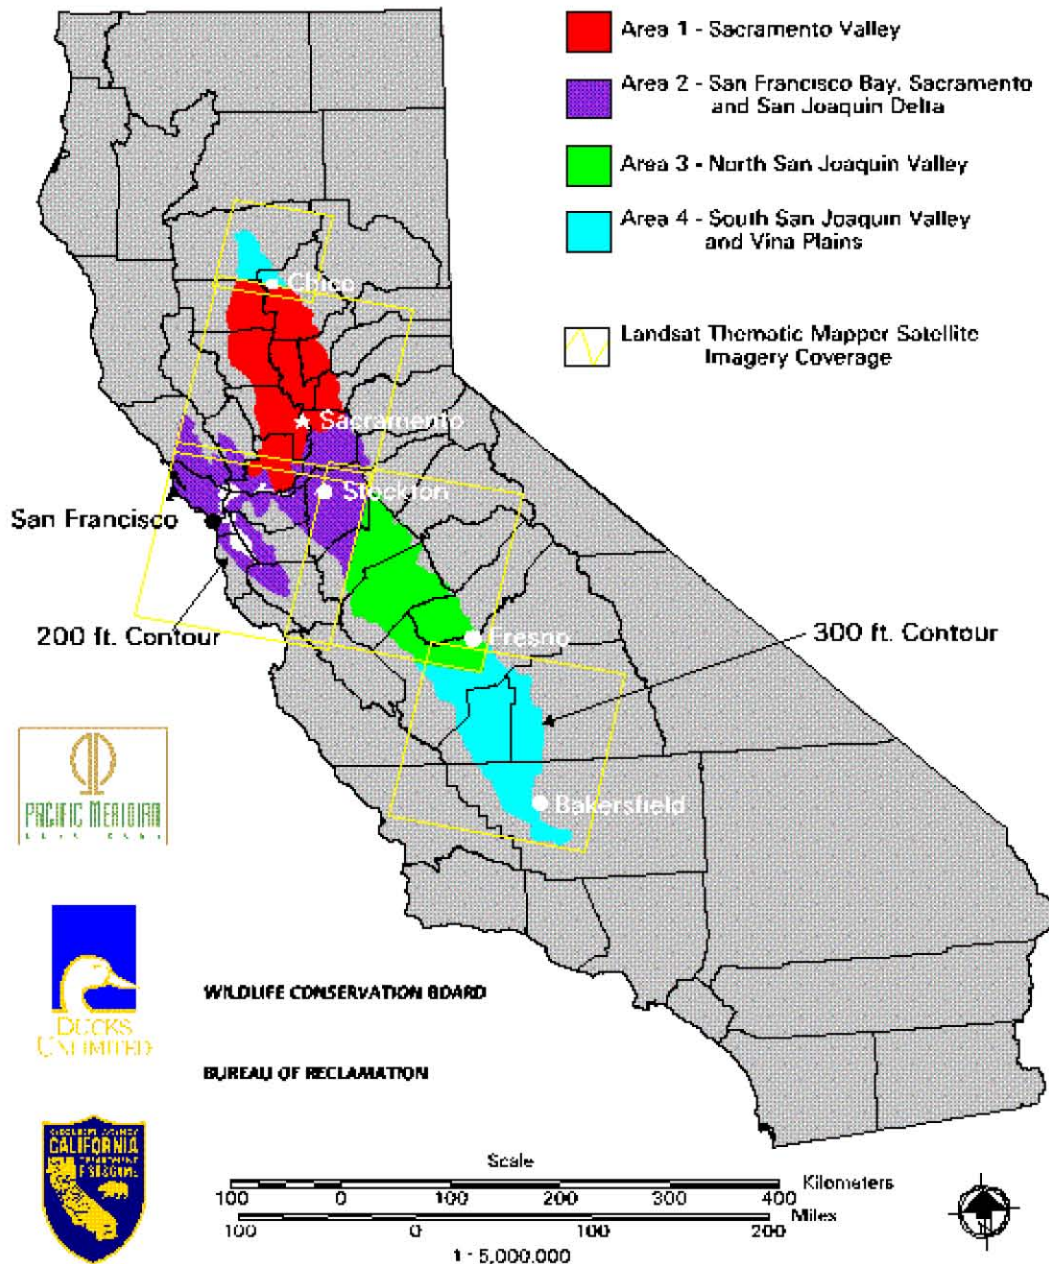 Area 1 - Sacramento Valley
Area 2 - San Francisco Bay, Sacramento
and San Joaquin Delta
Area 3 - North San Joaquin Valley
Area 4 - South San Joaquin Valley
and Vina Plains
Landsat Thematic Mapper Satellite
Imagery Coverage
Chico
Sacramento
Stockton
San Francisco
200 ft. Contour
Fresno
300 ft. Contour
Bakersfield
PACIFIC MERIDIAN
DUCKS
UNLIMITED
WILDLIFE CONSERVATION BOARD
BUREAU OF RECLAMATION
CALIFORNIA
FISH & GAME
Scale
100 0 100 200 300 400 Kilometers
100 0 100 200 Miles
1 - 5,000,000